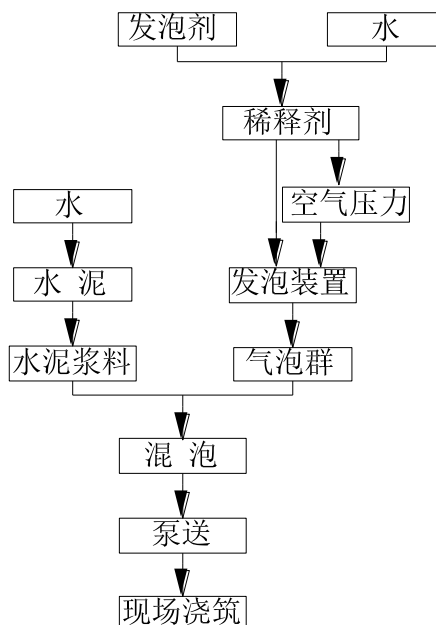 发泡剂
水
稀释剂
水
空气压力
水 泥
发泡装置
水泥浆料
气泡群
混 泡
泵送
现场浇筑